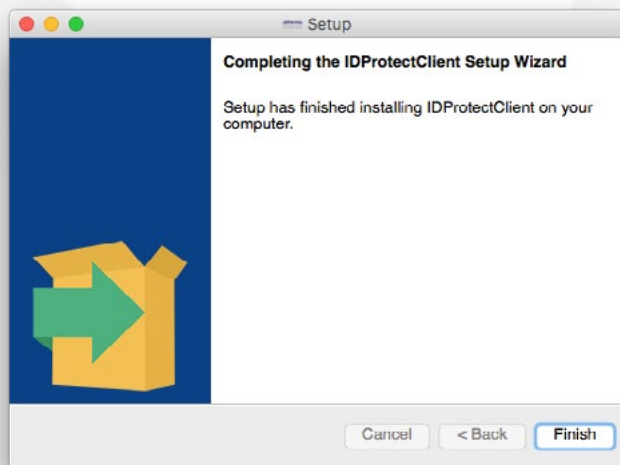 Setup
Completing the IDProtectClient Setup Wizard
Setup has finished installing IDProtectClient on your
computer.
Cancel
< Back
Finish